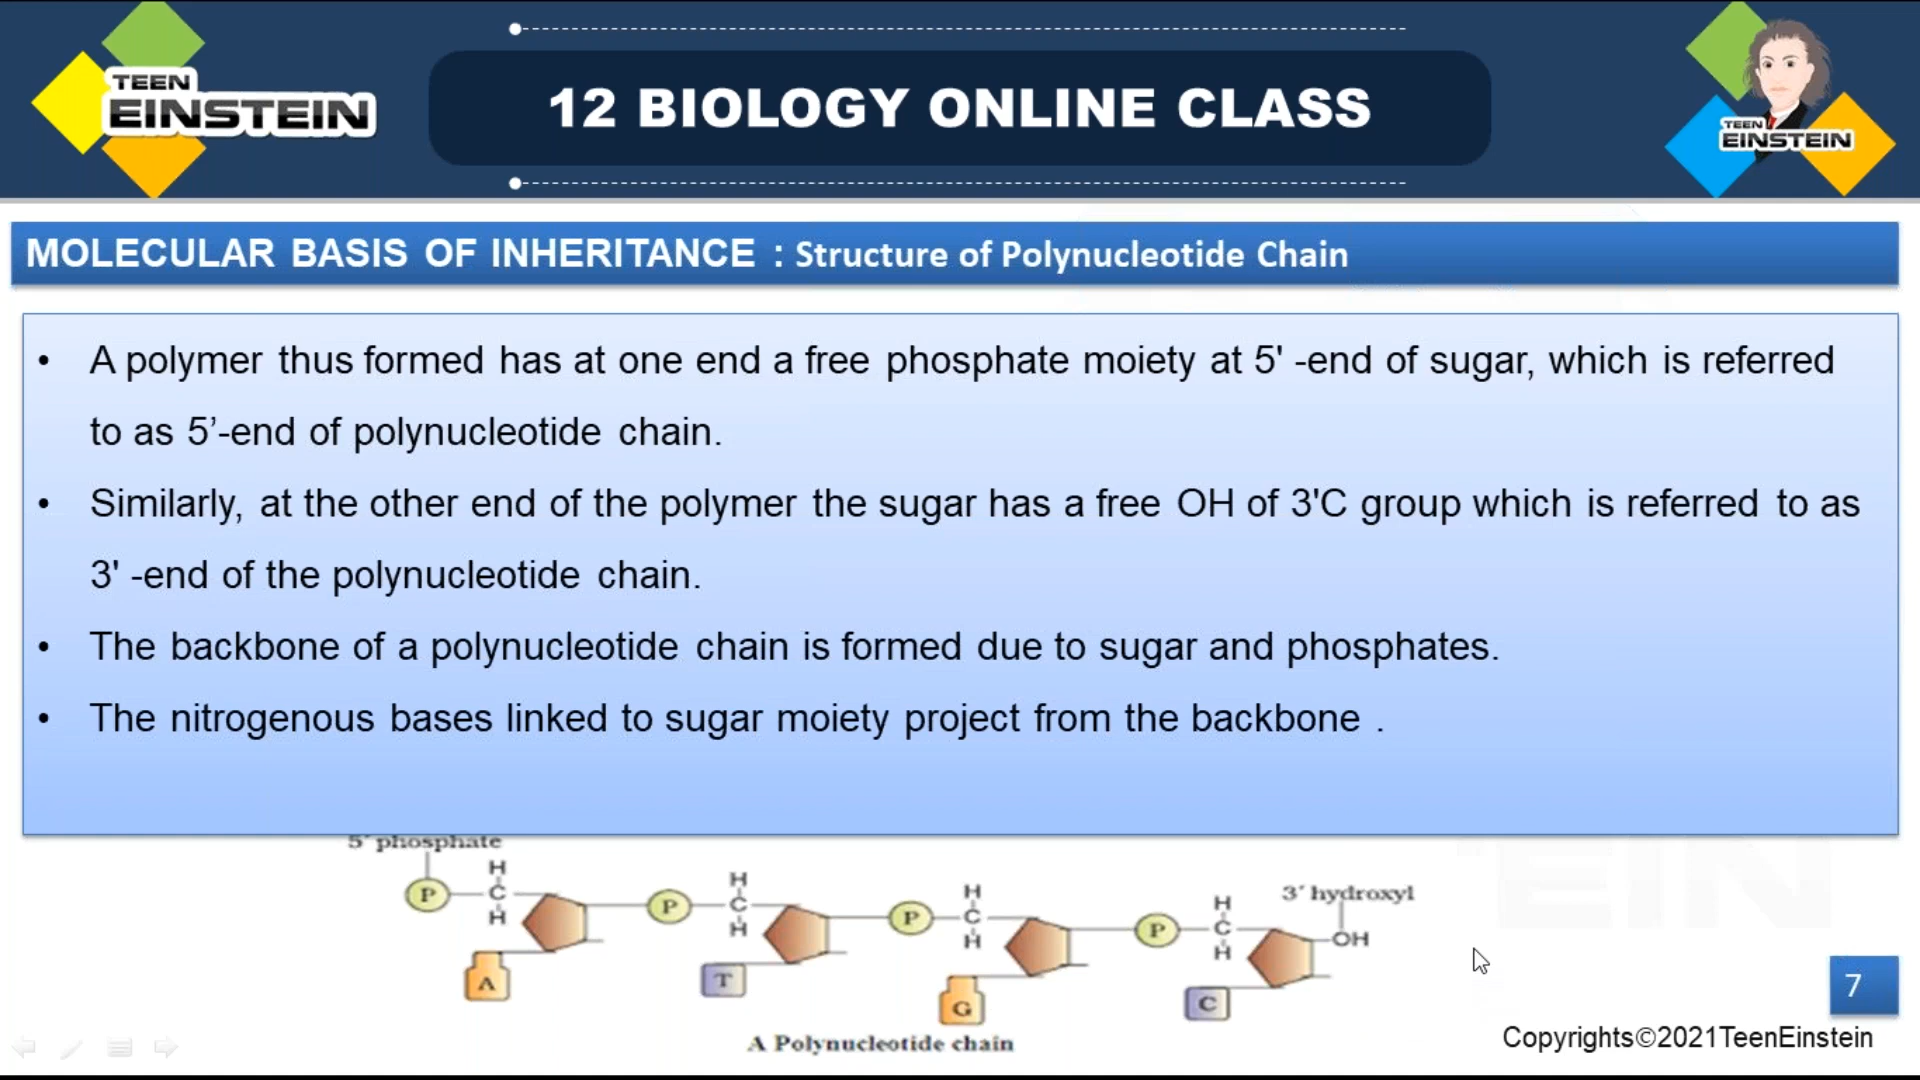 TEEN
EINSTEIN
12 BIOLOGY ONLINE CLASS
TEEN
EINSTEIN
MOLECULAR BASIS OF INHERITANCE : Structure of Polynucleotide Chain
• A polymer thus formed has at one end a free phosphate moiety at 5' -end of sugar, which is referred
to as 5’-end of polynucleotide chain.
• Similarly, at the other end of the polymer the sugar has a free OH of 3'C group which is referred to as
3' -end of the polynucleotide chain.
• The backbone of a polynucleotide chain is formed due to sugar and phosphates.
• The nitrogenous bases linked to sugar moiety project from the backbone .
5´ phosphate
H
P C
H
A
H
P C
H
T
H
P C
H
G
H
P C
H
C
3´ hydroxyl
OH
A Polynucleotide chain
EIN
7
Copyrights©2021TeenEinstein